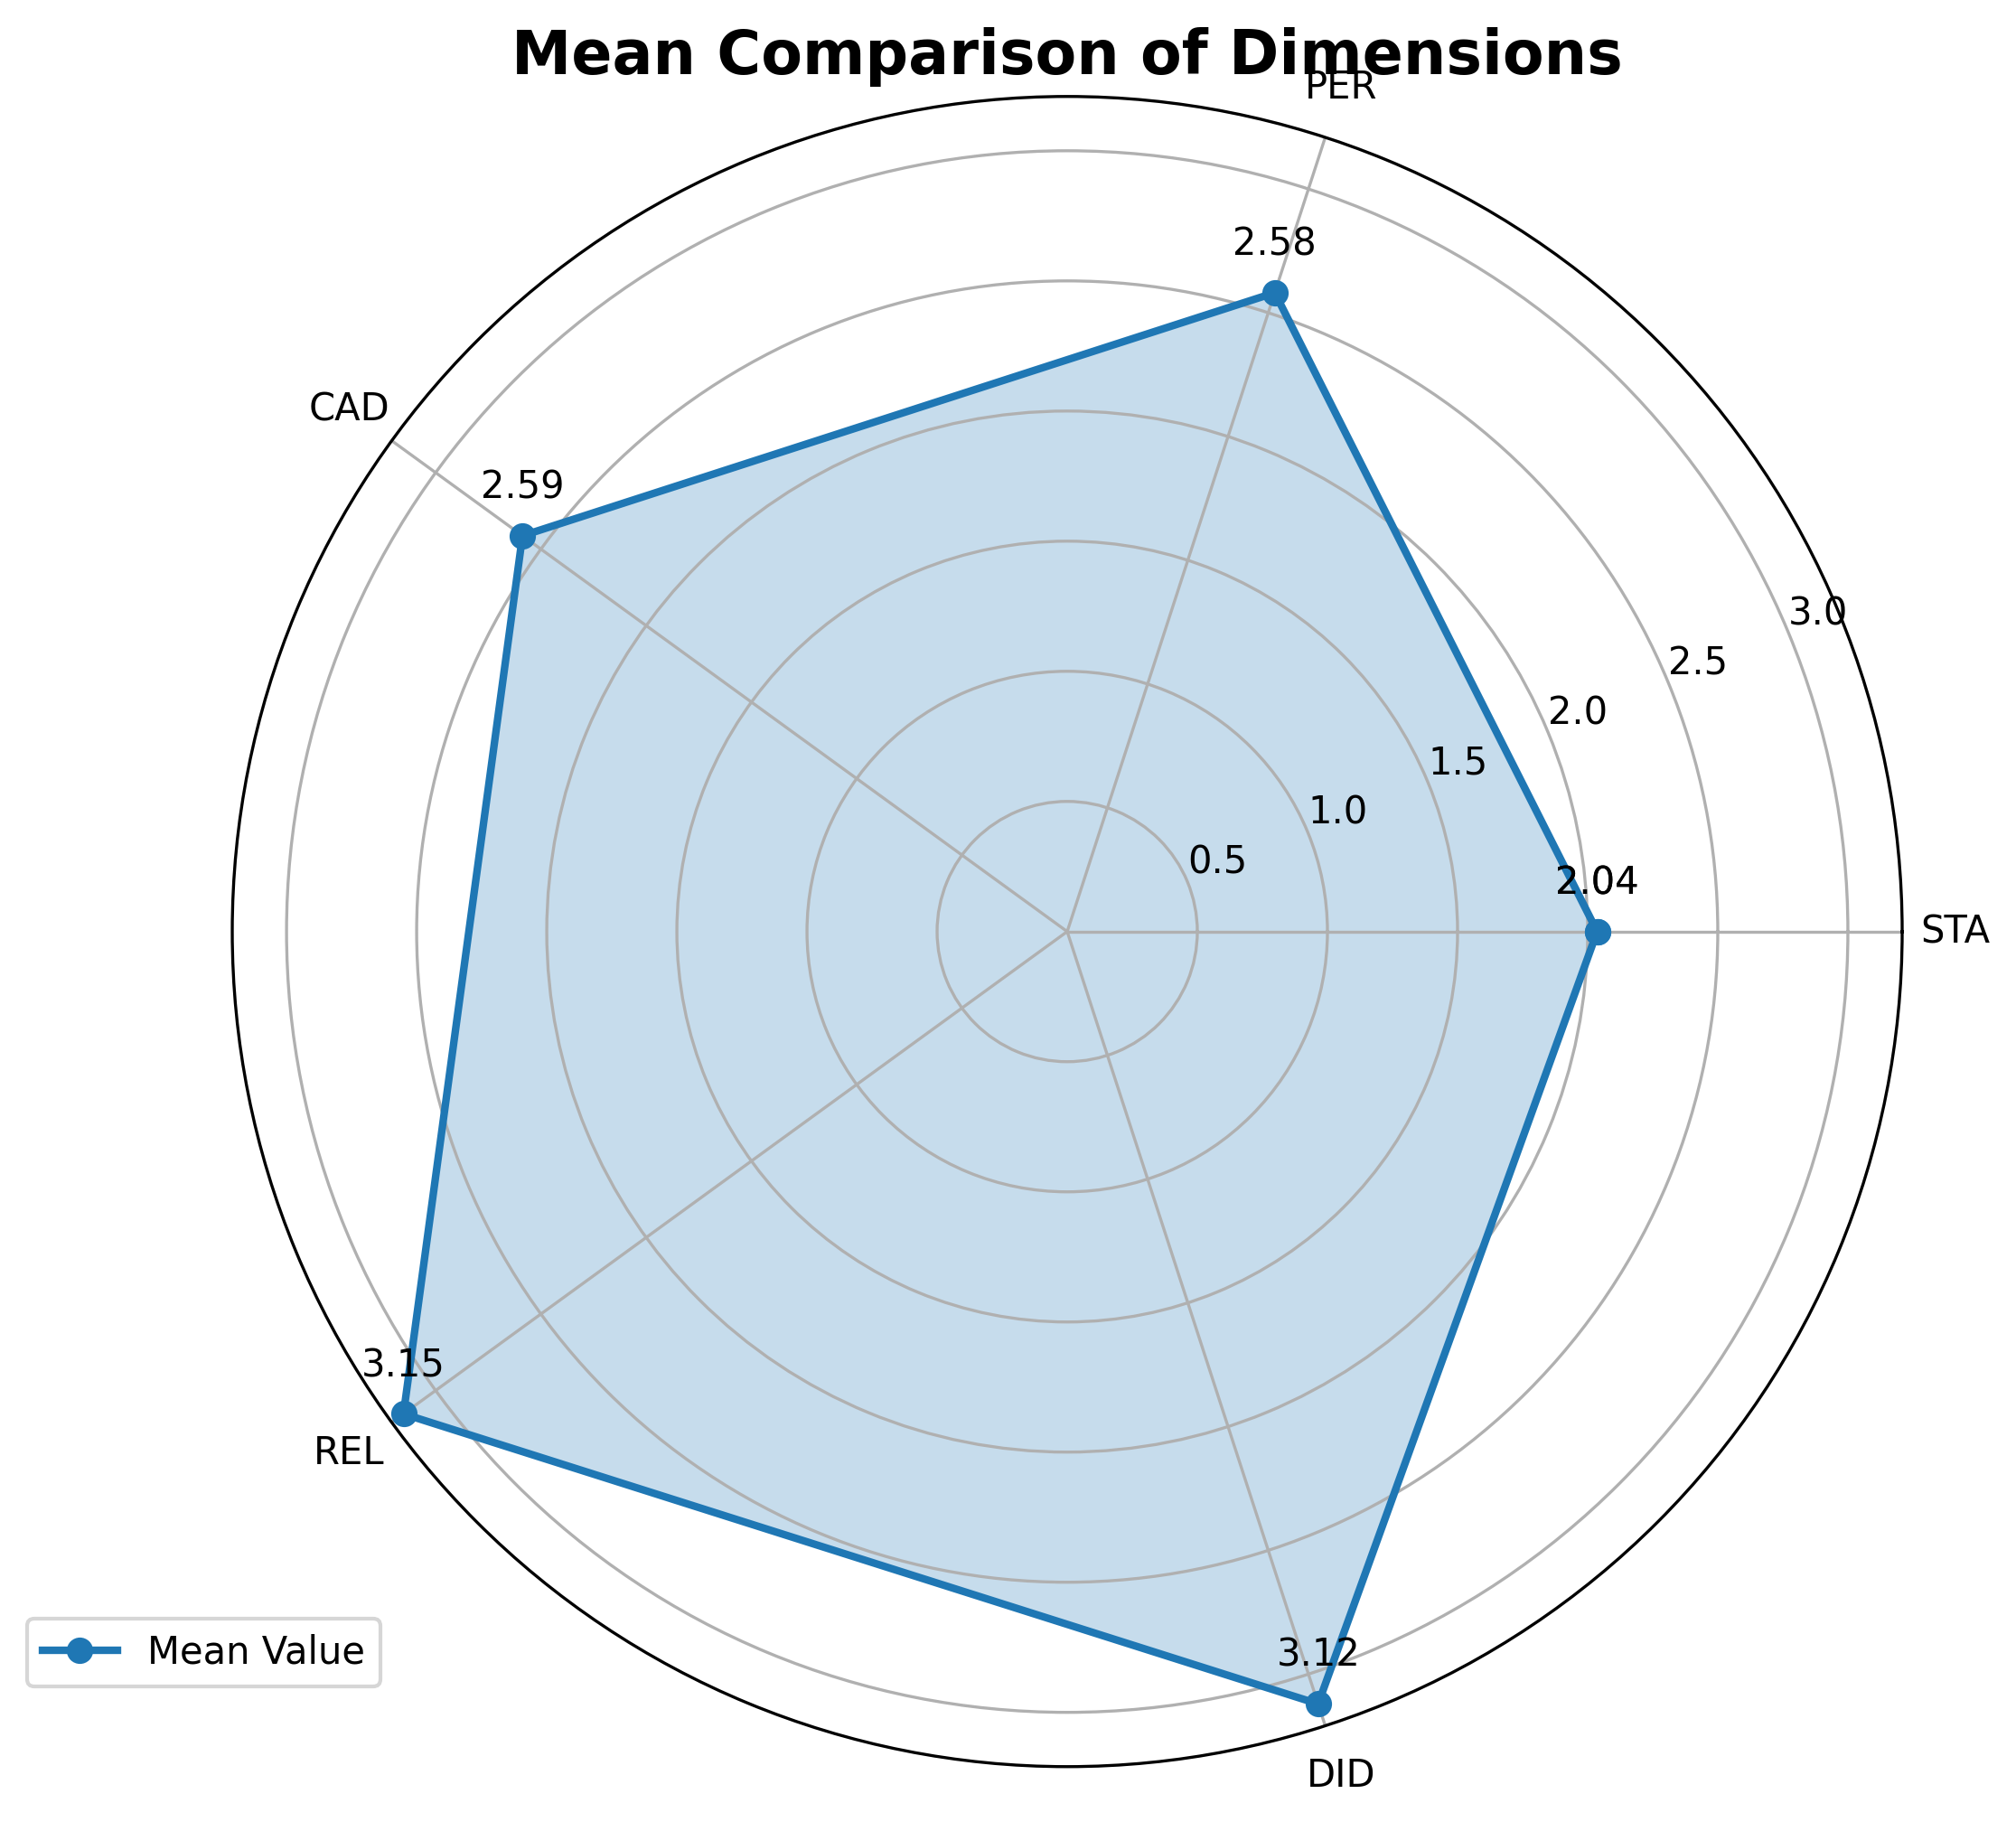 Mean Comparison of Dimensions
PER
2.58
CAD
2.59
3.0
2.5
2.0
1.5
1.0
0.5
2.04
STA
3.15
REL
3.12
DID
Mean Value